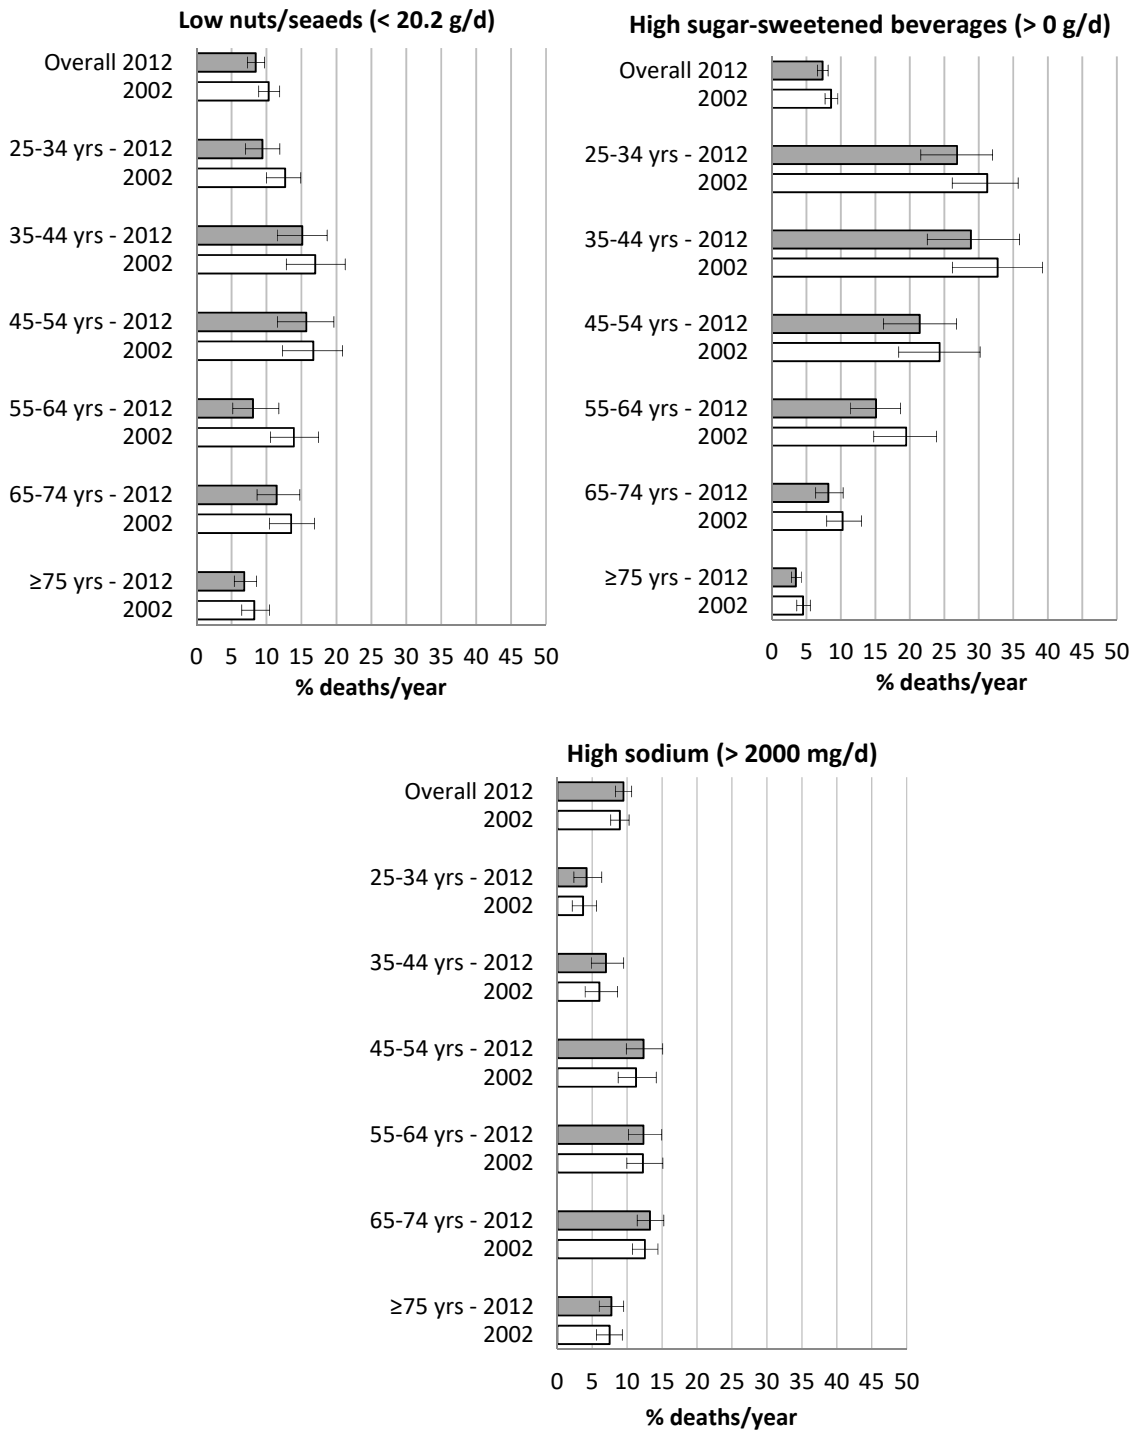 Low nuts/seaeds (< 20.2 g/d)
Overall 2012
2002
25-34 yrs - 2012
2002
35-44 yrs - 2012
2002
45-54 yrs - 2012
2002
55-64 yrs - 2012
2002
65-74 yrs - 2012
2002
≥75 yrs - 2012
2002
0 5 10 15 20 25 30 35 40 45 50
% deaths/year
High sugar-sweetened beverages (> 0 g/d)
Overall 2012
2002
25-34 yrs - 2012
2002
35-44 yrs - 2012
2002
45-54 yrs - 2012
2002
55-64 yrs - 2012
2002
65-74 yrs - 2012
2002
≥75 yrs - 2012
2002
0 5 10 15 20 25 30 35 40 45 50
% deaths/year
High sodium (> 2000 mg/d)
Overall 2012
2002
25-34 yrs - 2012
2002
35-44 yrs - 2012
2002
45-54 yrs - 2012
2002
55-64 yrs - 2012
2002
65-74 yrs - 2012
2002
≥75 yrs - 2012
2002
0 5 10 15 20 25 30 35 40 45 50
% deaths/year